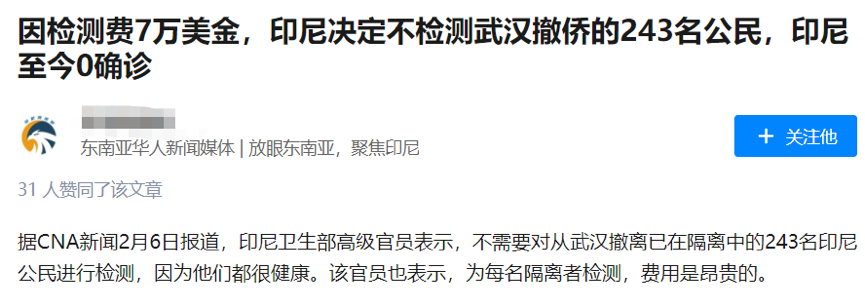 因检测费7万美金，印尼决定不检测武汉撤侨的243名公民，印尼
至今0确诊
东南亚华人新闻媒体 | 放眼东南亚，聚焦印尼
+ 关注他
31 人赞同了该文章
据CNA新闻2月6日报道，印尼卫生部高级官员表示，不需要对从武汉撤离已在隔离中的243名印尼
公民进行检测，因为他们都很健康。该官员也表示，为每名隔离者检测，费用是昂贵的。